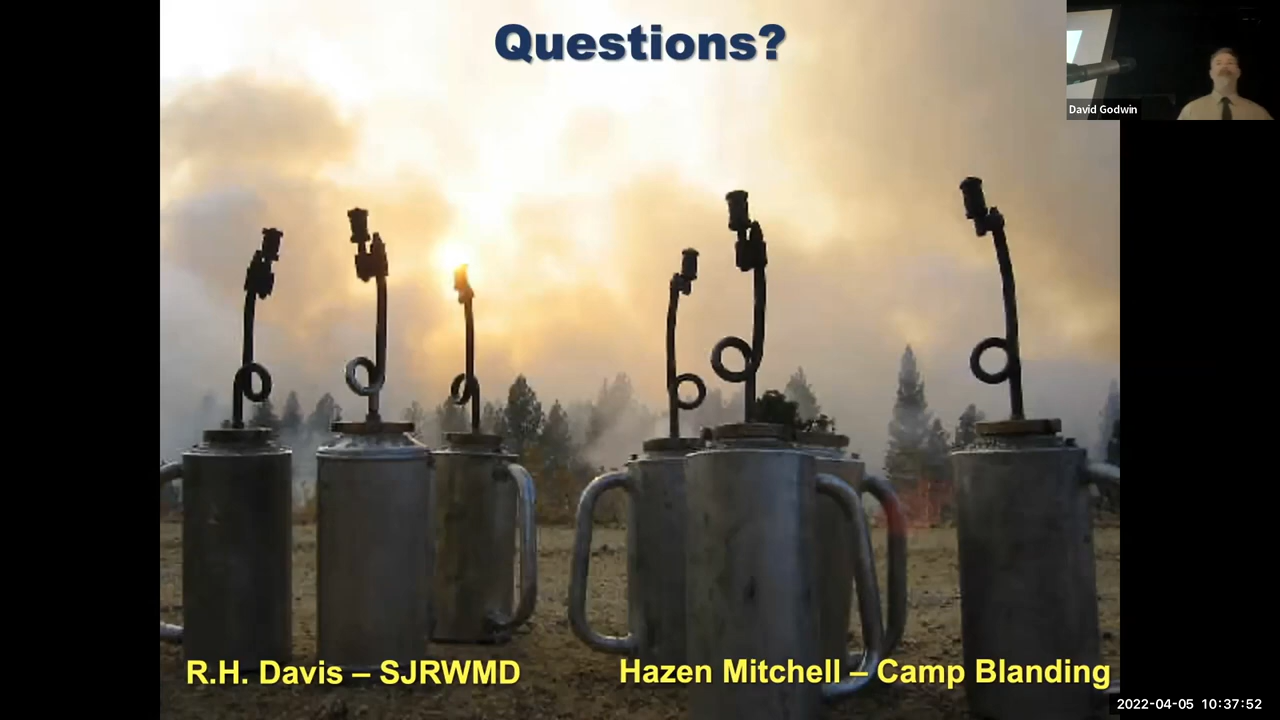 Questions?
David Godwin
R.H. Davis – SJRWMD
Hazen Mitchell – Camp Blanding
2022-04-05 10:37:52